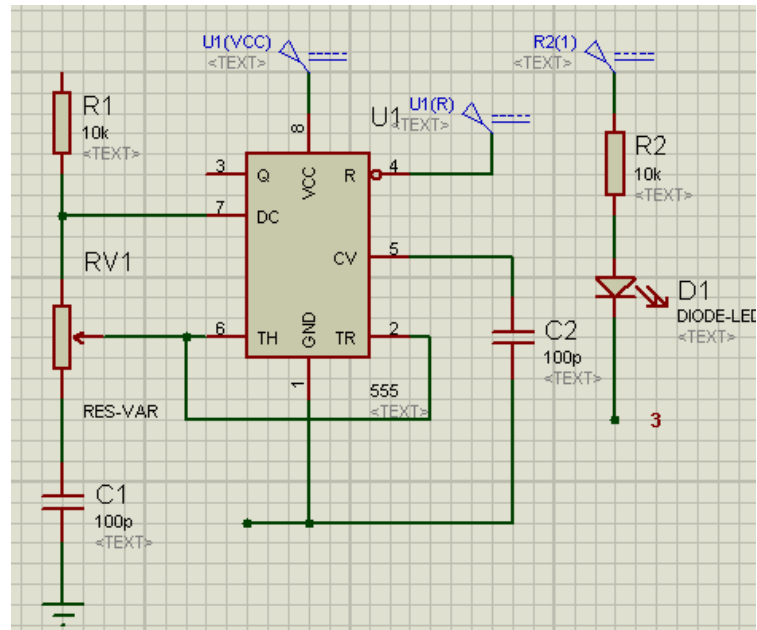 U1(VCC)
<TEXT>
R2(1)
<TEXT>
R1
10k
<TEXT>
U1
U1(R)
<TEXT>
8
R2
10k
<TEXT>
3
Q
VCC
R
4
7
DC
RV1
CV
5
D1
DIODE-LED
<TEXT>
6
TH
GND
TR
2
C2
100p
<TEXT>
1
555
<TEXT>
RES-VAR
3
C1
100p
<TEXT>